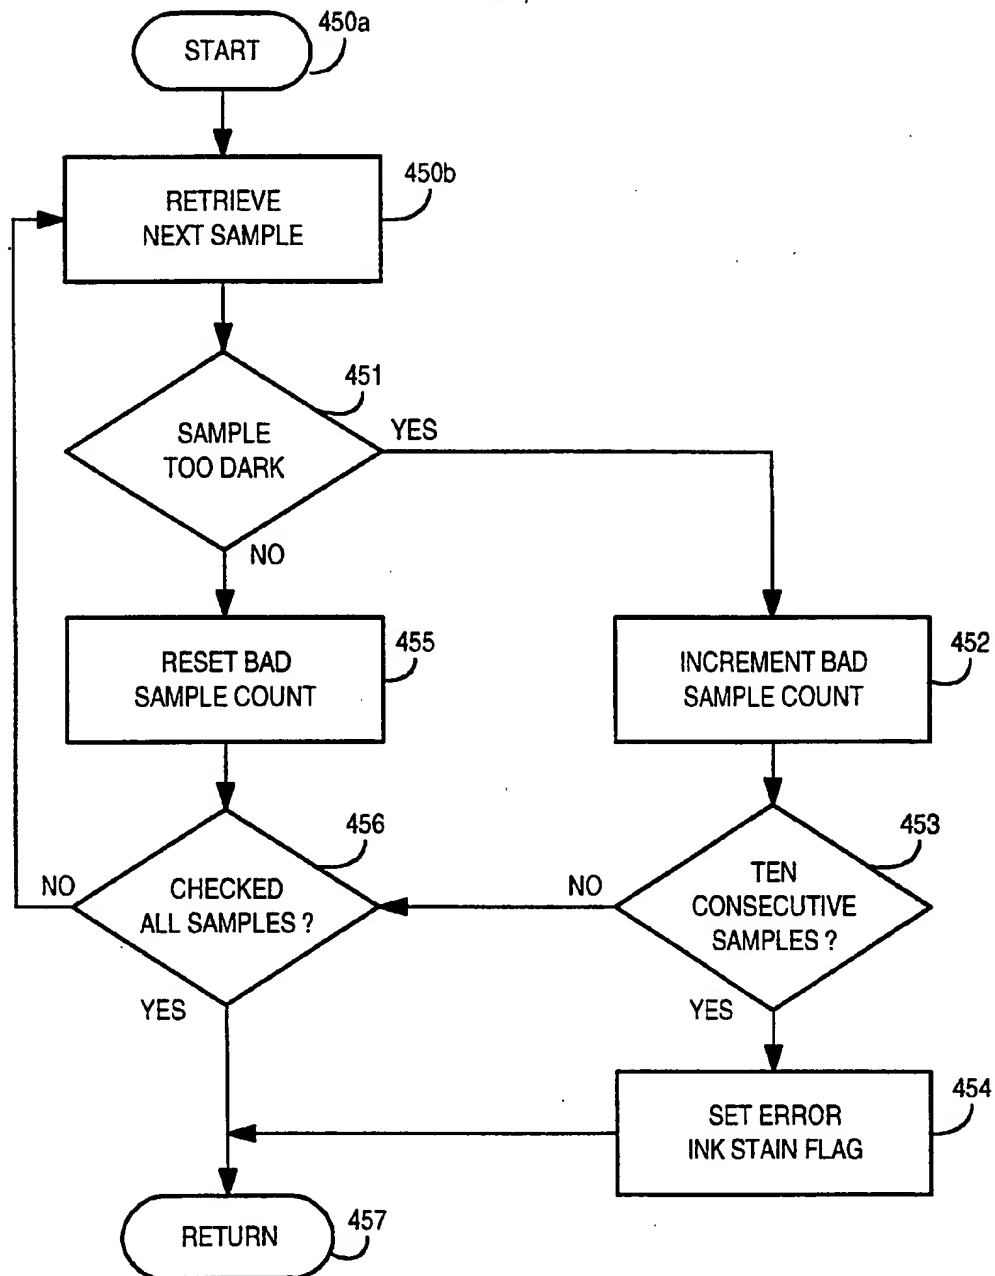 450a
START
450b
RETRIEVE
NEXT SAMPLE
451
SAMPLE
TOO DARK
YES
NO
455
RESET BAD
SAMPLE COUNT
452
INCREMENT BAD
SAMPLE COUNT
456
CHECKED
ALL SAMPLES ?
NO
YES
453
TEN
CONSECUTIVE
SAMPLES ?
NO
YES
454
SET ERROR
INK STAIN FLAG
RETURN
457